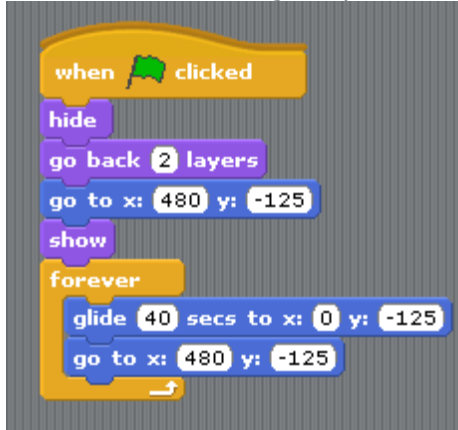 when clicked
hide
go back 2 layers
go to x: 480 y: -125
show
forever
glide 40 secs to x: 0 y: -125
go to x: 480 y: -125